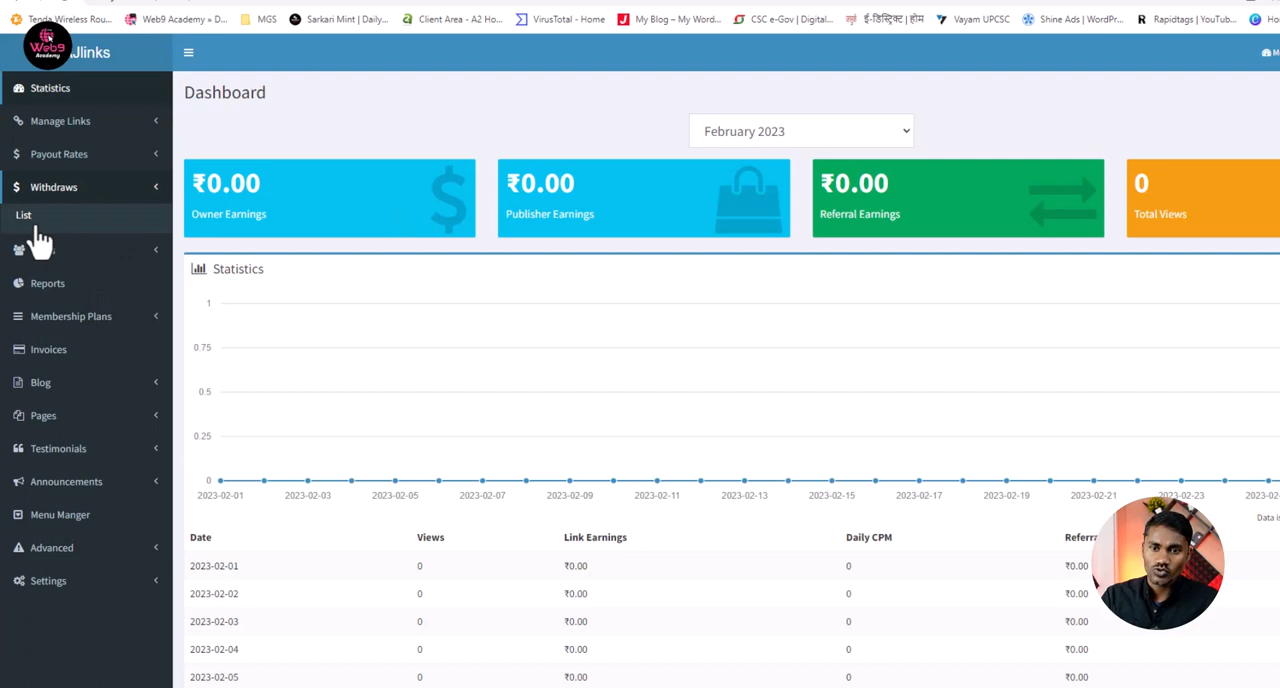 Tenda Wireless Rou... Web9 Academy » D... MGS Sarkari Mint | Daily... Client Area - A2 Ho... VirusTotal - Home My Blog – My Word... CSC e-Gov | Digital... ई-डिस्ट्रिक्ट | होम Vayam UPSC Shine Ads | WordPr... Rapidtags | YouTub...
Web9
Academy
Jlinks
Statistics
Manage Links
Payout Rates
Withdraws
List
Reports
Membership Plans
Invoices
Blog
Pages
Testimonials
Announcements
Menu Manger
Advanced
Settings
Dashboard
February 2023
₹0.00
Owner Earnings
₹0.00
Publisher Earnings
₹0.00
Referral Earnings
0
Total Views
Statistics
1
0.75
0.5
0.25
0
2023-02-01 2023-02-03 2023-02-05 2023-02-07 2023-02-09 2023-02-11 2023-02-13 2023-02-15 2023-02-17 2023-02-19 2023-02-21 2023-02-23 2023-02-
Data is
Date Views Link Earnings Daily CPM Referr
2023-02-01 0 ₹0.00 0 ₹0.00
2023-02-02 0 ₹0.00 0 ₹0.00
2023-02-03 0 ₹0.00 0 ₹0.00
2023-02-04 0 ₹0.00 0 ₹0.00
2023-02-05 0 ₹0.00 0 ₹0.00